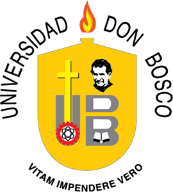 UNIVERSIDAD DON BOSCO
UDB
VITAM IMPENDERE VERO